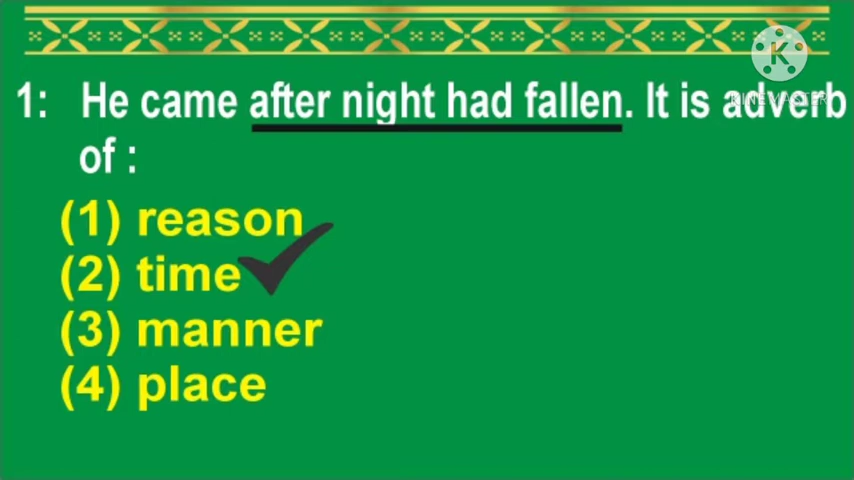 1: He came after night had fallen. It is adverb
of :
(1) reason
(2) time
(3) manner
(4) place
K
KINEMASTER